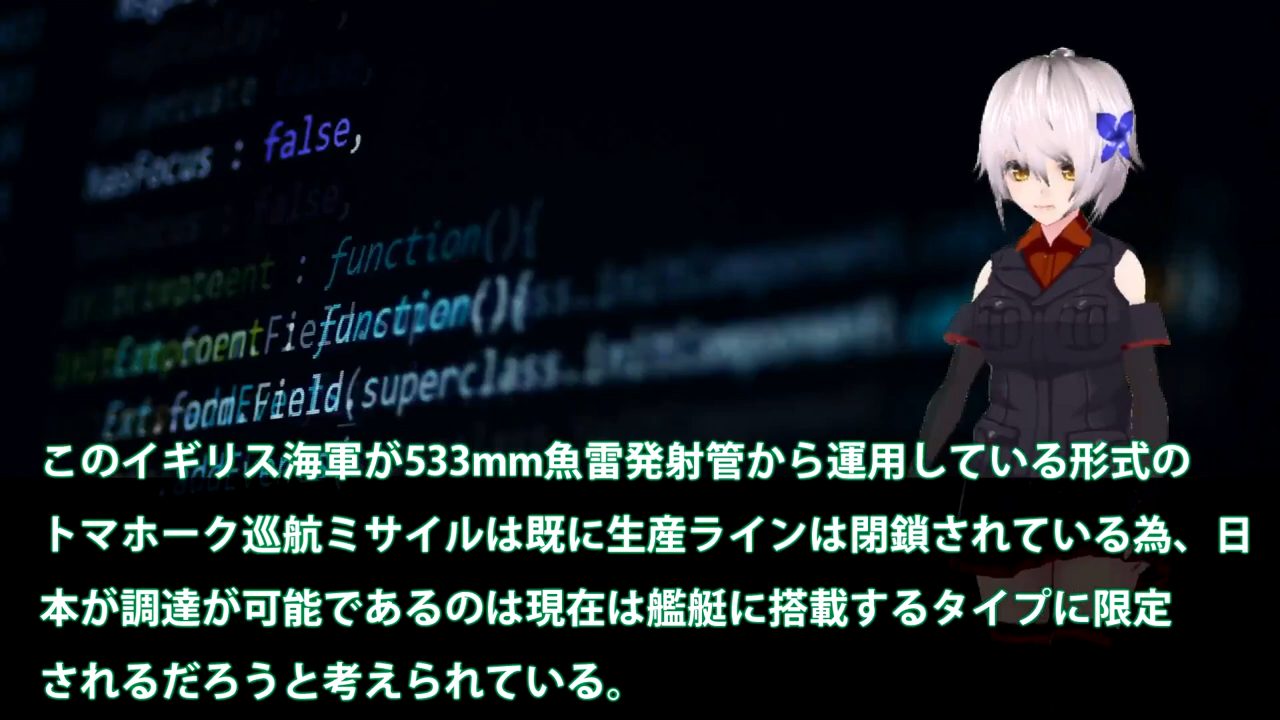 hasFocus : false,
false,
: function(){
function(){
Field(superclass.initComponent
このイギリス海軍が533mm魚雷発射管から運用している形式の
トマホーク巡航ミサイルは既に生産ラインは閉鎖されている為、日
本が調達が可能であるのは現在は艦艇に搭載するタイプに限定
されるだろうと考えられている。